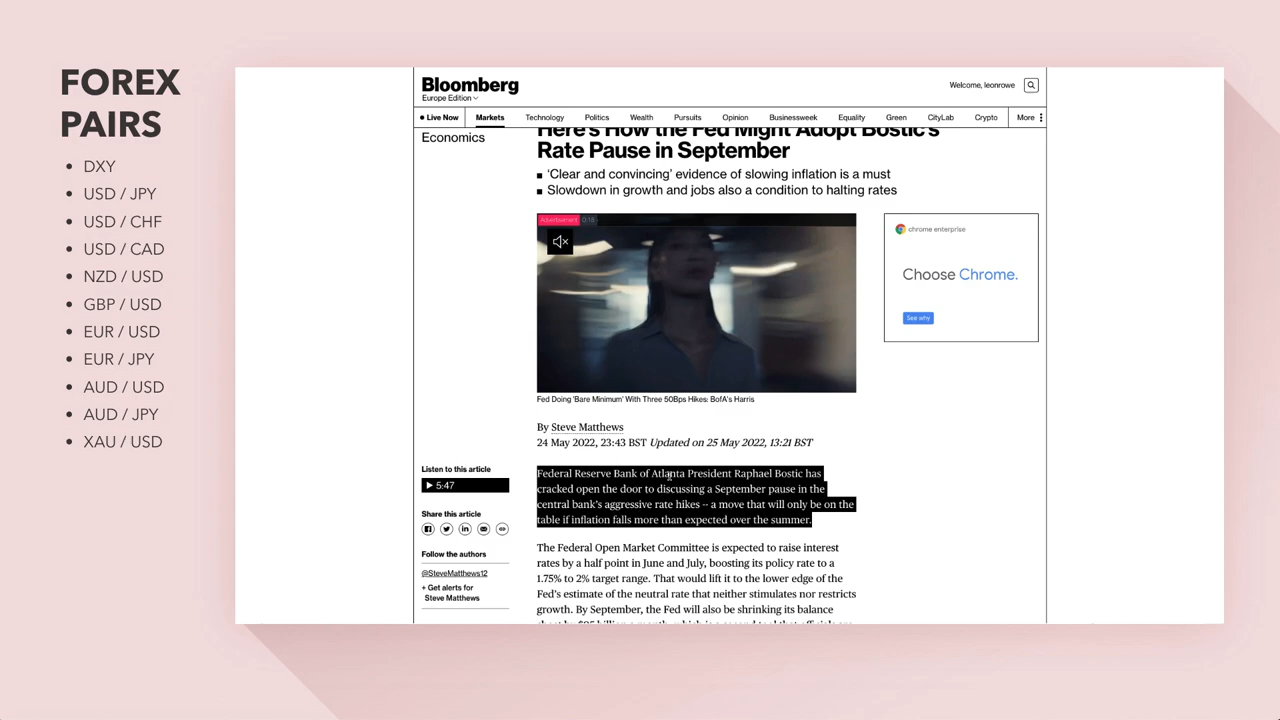 FOREX
PAIRS
DXY
USD / JPY
USD / CHF
USD / CAD
NZD / USD
GBP / USD
EUR / USD
EUR / JPY
AUD / USD
AUD / JPY
XAU / USD
Bloomberg
Europe Edition
Welcome, leonrowe
Live Now Markets Technology Politics Wealth Pursuits Opinion Businessweek Equality Green CityLab Crypto More
Economics
Here's How the Fed Might Adopt Bostic's
Rate Pause in September
'Clear and convincing' evidence of slowing inflation is a must
Slowdown in growth and jobs also a condition to halting rates
Advertisement 0:18
chrome enterprise
Choose Chrome.
See why
Fed Doing 'Bare Minimum' With Three 50Bps Hikes: BofA's Harris
By Steve Matthews
24 May 2022, 23:43 BST Updated on 25 May 2022, 13:21 BST
Listen to this article
5:47
Share this article
Follow the authors
@SteveMatthews12
+ Get alerts for
Steve Matthews
Federal Reserve Bank of Atlanta President Raphael Bostic has
cracked open the door to discussing a September pause in the
central bank's aggressive rate hikes -- a move that will only be on the
table if inflation falls more than expected over the summer.
The Federal Open Market Committee is expected to raise interest
rates by a half point in June and July, boosting its policy rate to a
1.75% to 2% target range. That would lift it to the lower edge of the
Fed's estimate of the neutral rate that neither stimulates nor restricts
growth. By September, the Fed will also be shrinking its balance